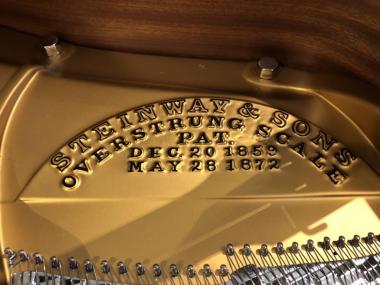 STEINWAY & SONS
OVERSTRUNG SCALE
PAT.
DEC 20 1859
MAY 28 1872